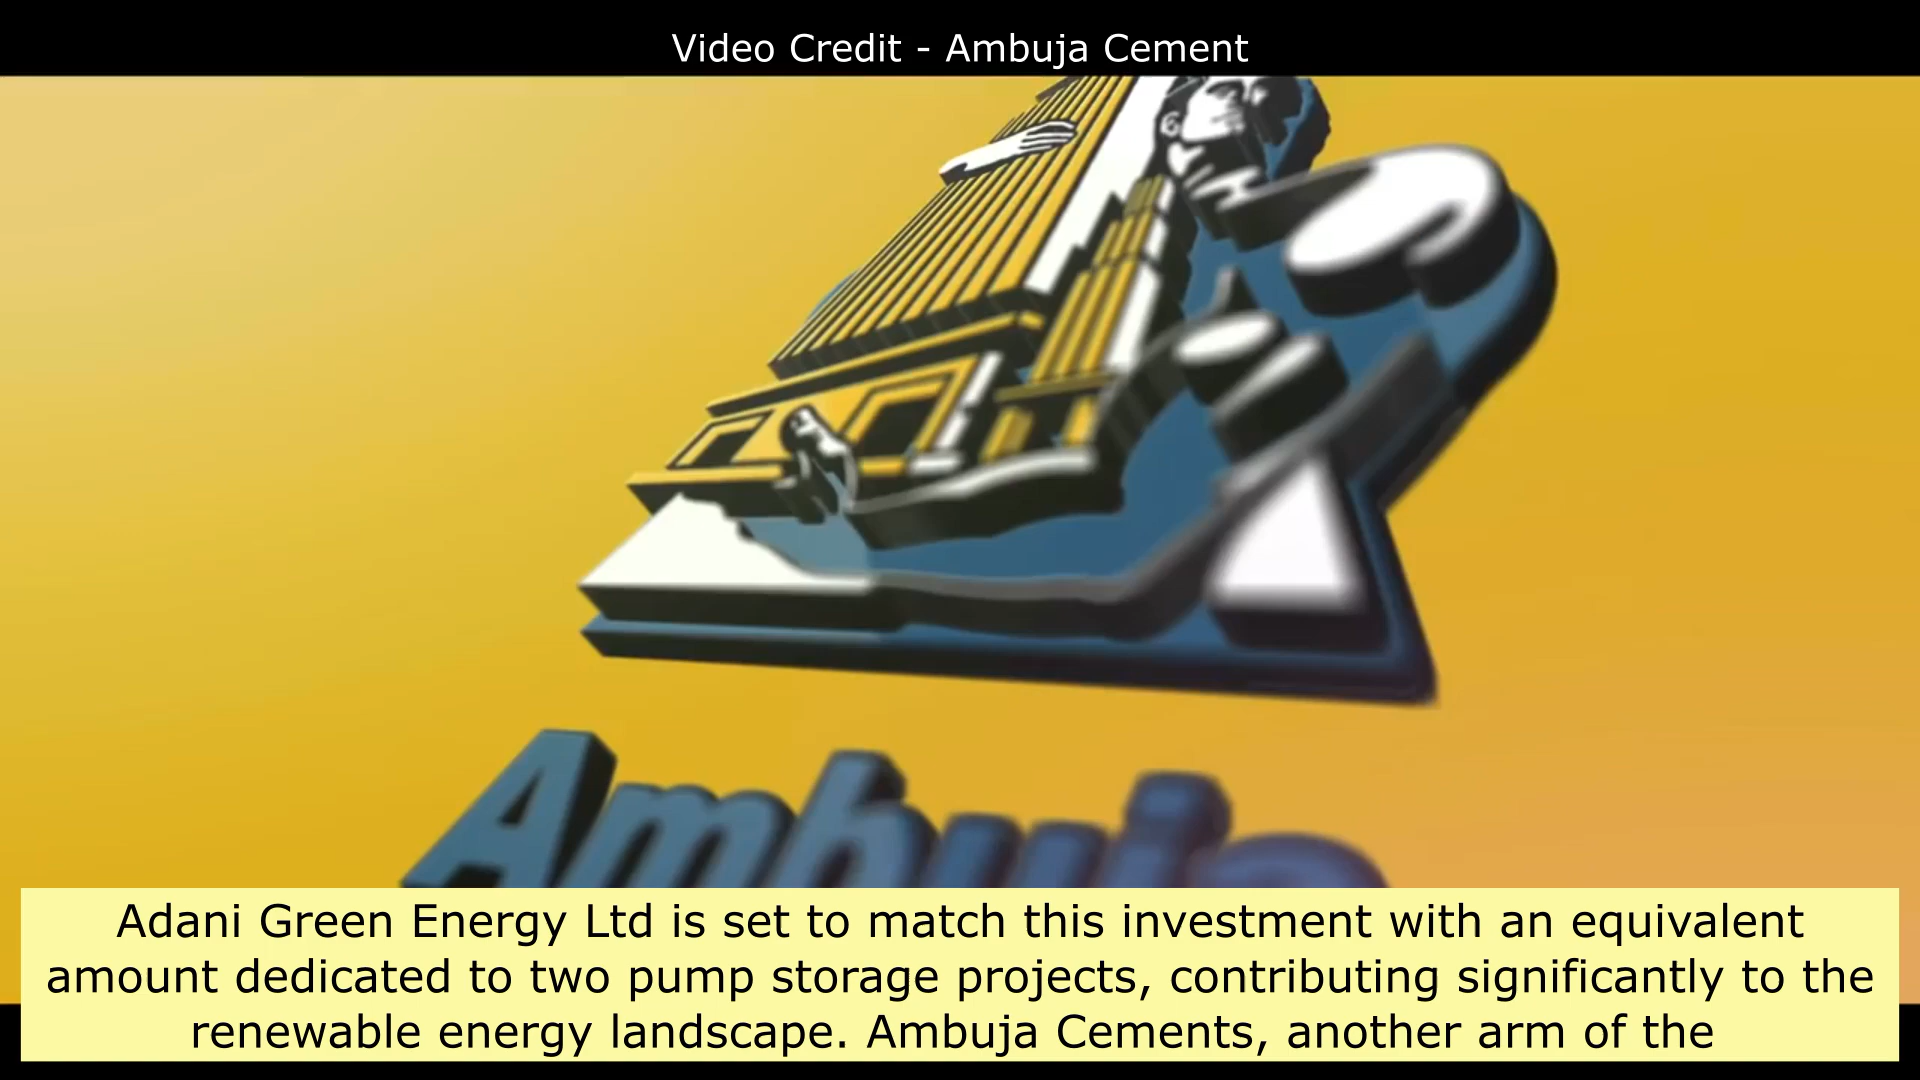 Video Credit - Ambuja Cement
Ambuja
Adani Green Energy Ltd is set to match this investment with an equivalent
amount dedicated to two pump storage projects, contributing significantly to the
renewable energy landscape. Ambuja Cements, another arm of the